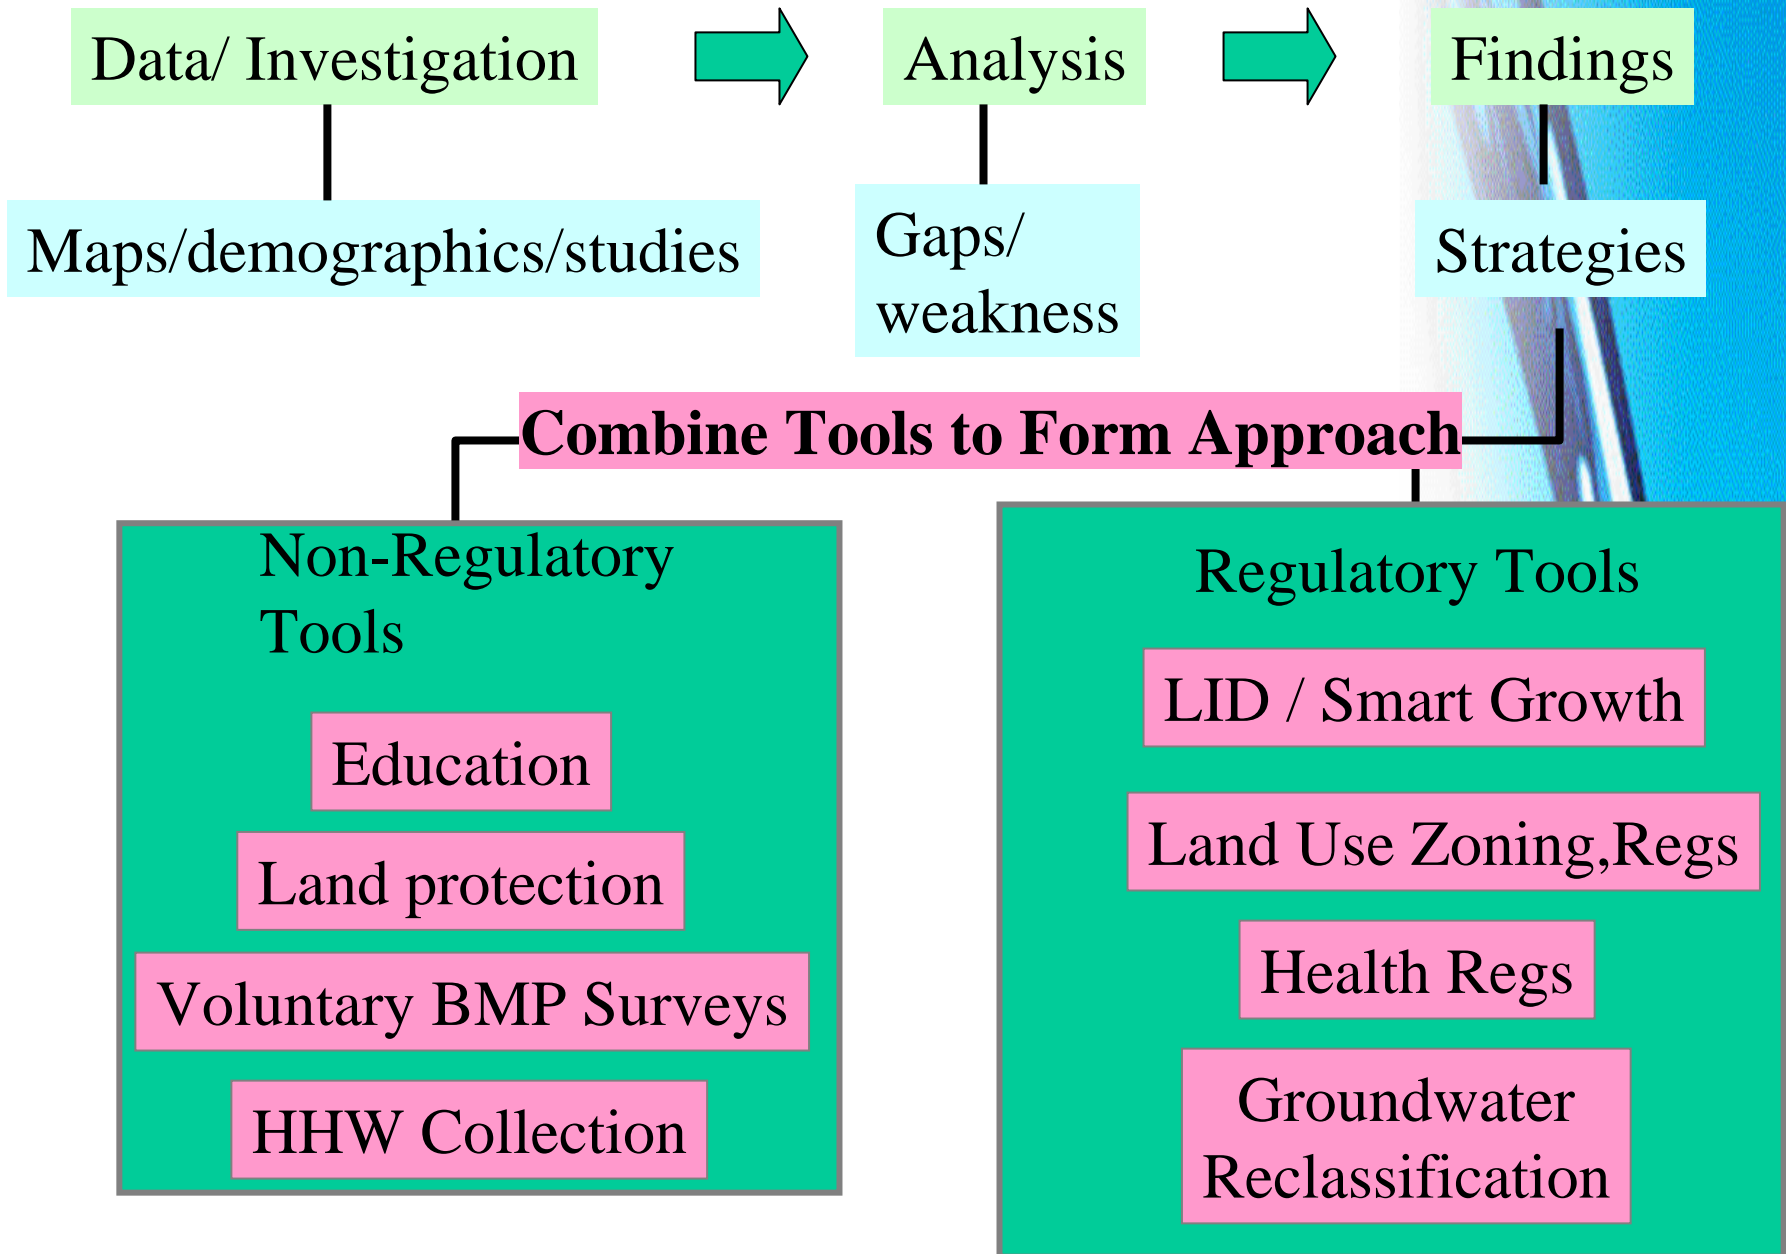 Data/ Investigation
Analysis
Findings
Maps/demographics/studies
Gaps/
weakness
Strategies
Combine Tools to Form Approach
Non-Regulatory
Tools
Education
Land protection
Voluntary BMP Surveys
HHW Collection
Regulatory Tools
LID / Smart Growth
Land Use Zoning,Regs
Health Regs
Groundwater
Reclassification